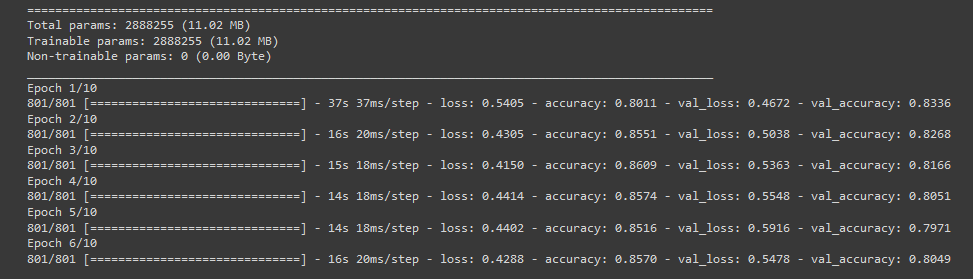 ==================================================================================================
Total params: 2888255 (11.02 MB)
Trainable params: 2888255 (11.02 MB)
Non-trainable params: 0 (0.00 Byte)
__________________________________________________________________________________________________
Epoch 1/10
801/801 [==============================] - 37s 37ms/step - loss: 0.5405 - accuracy: 0.8011 - val_loss: 0.4672 - val_accuracy: 0.8336
Epoch 2/10
801/801 [==============================] - 16s 20ms/step - loss: 0.4305 - accuracy: 0.8551 - val_loss: 0.5038 - val_accuracy: 0.8268
Epoch 3/10
801/801 [==============================] - 15s 18ms/step - loss: 0.4150 - accuracy: 0.8609 - val_loss: 0.5363 - val_accuracy: 0.8166
Epoch 4/10
801/801 [==============================] - 14s 18ms/step - loss: 0.4414 - accuracy: 0.8574 - val_loss: 0.5548 - val_accuracy: 0.8051
Epoch 5/10
801/801 [==============================] - 14s 18ms/step - loss: 0.4402 - accuracy: 0.8516 - val_loss: 0.5916 - val_accuracy: 0.7971
Epoch 6/10
801/801 [==============================] - 16s 20ms/step - loss: 0.4288 - accuracy: 0.8570 - val_loss: 0.5478 - val_accuracy: 0.8049